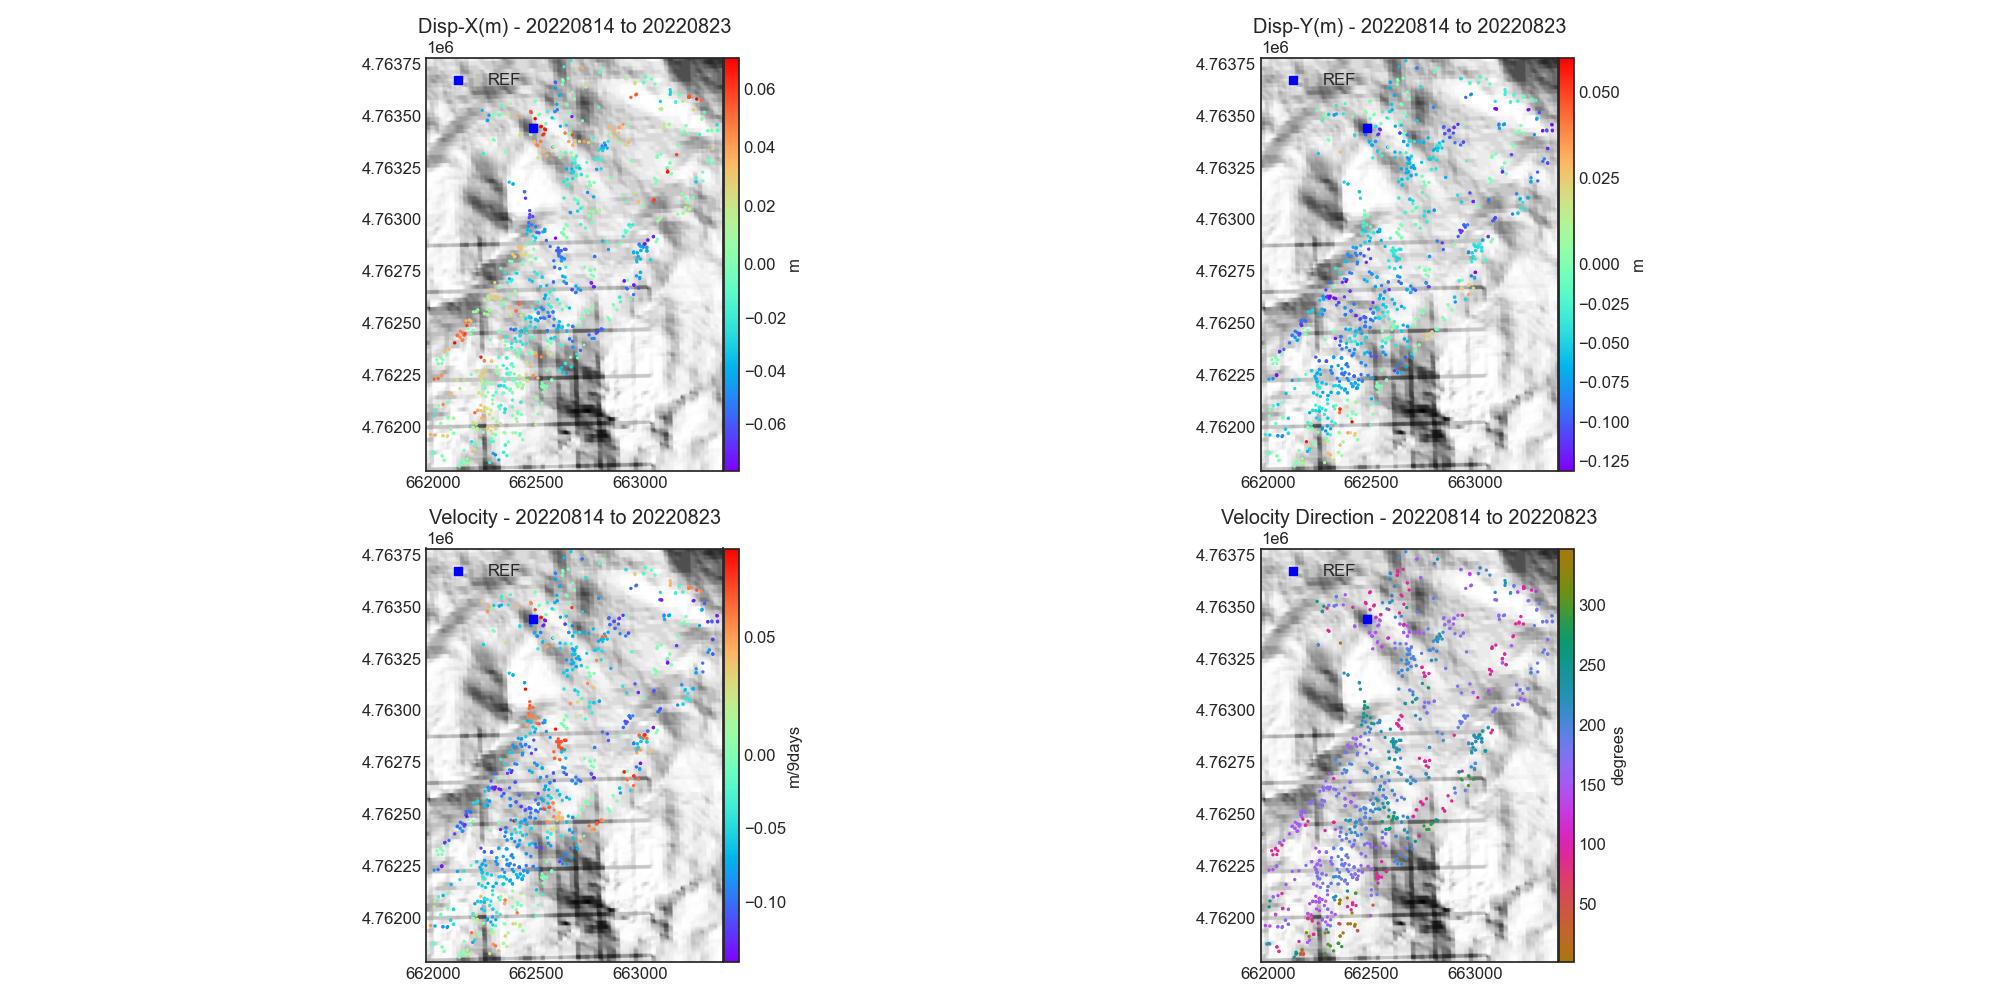 Disp-X(m) - 20220814 to 20220823
1e6
REF
4.76375
4.76350
4.76325
4.76300
4.76275
4.76250
4.76225
4.76200
662000 662500 663000
0.06
0.04
0.02
0.00
−0.02
−0.04
−0.06
m
Disp-Y(m) - 20220814 to 20220823
1e6
REF
4.76375
4.76350
4.76325
4.76300
4.76275
4.76250
4.76225
4.76200
662000 662500 663000
0.050
0.025
0.000
−0.025
−0.050
−0.075
−0.100
−0.125
m
Velocity - 20220814 to 20220823
1e6
REF
4.76375
4.76350
4.76325
4.76300
4.76275
4.76250
4.76225
4.76200
662000 662500 663000
0.05
0.00
−0.05
−0.10
m/9days
Velocity Direction - 20220814 to 20220823
1e6
REF
4.76375
4.76350
4.76325
4.76300
4.76275
4.76250
4.76225
4.76200
662000 662500 663000
300
250
200
150
100
50
degrees